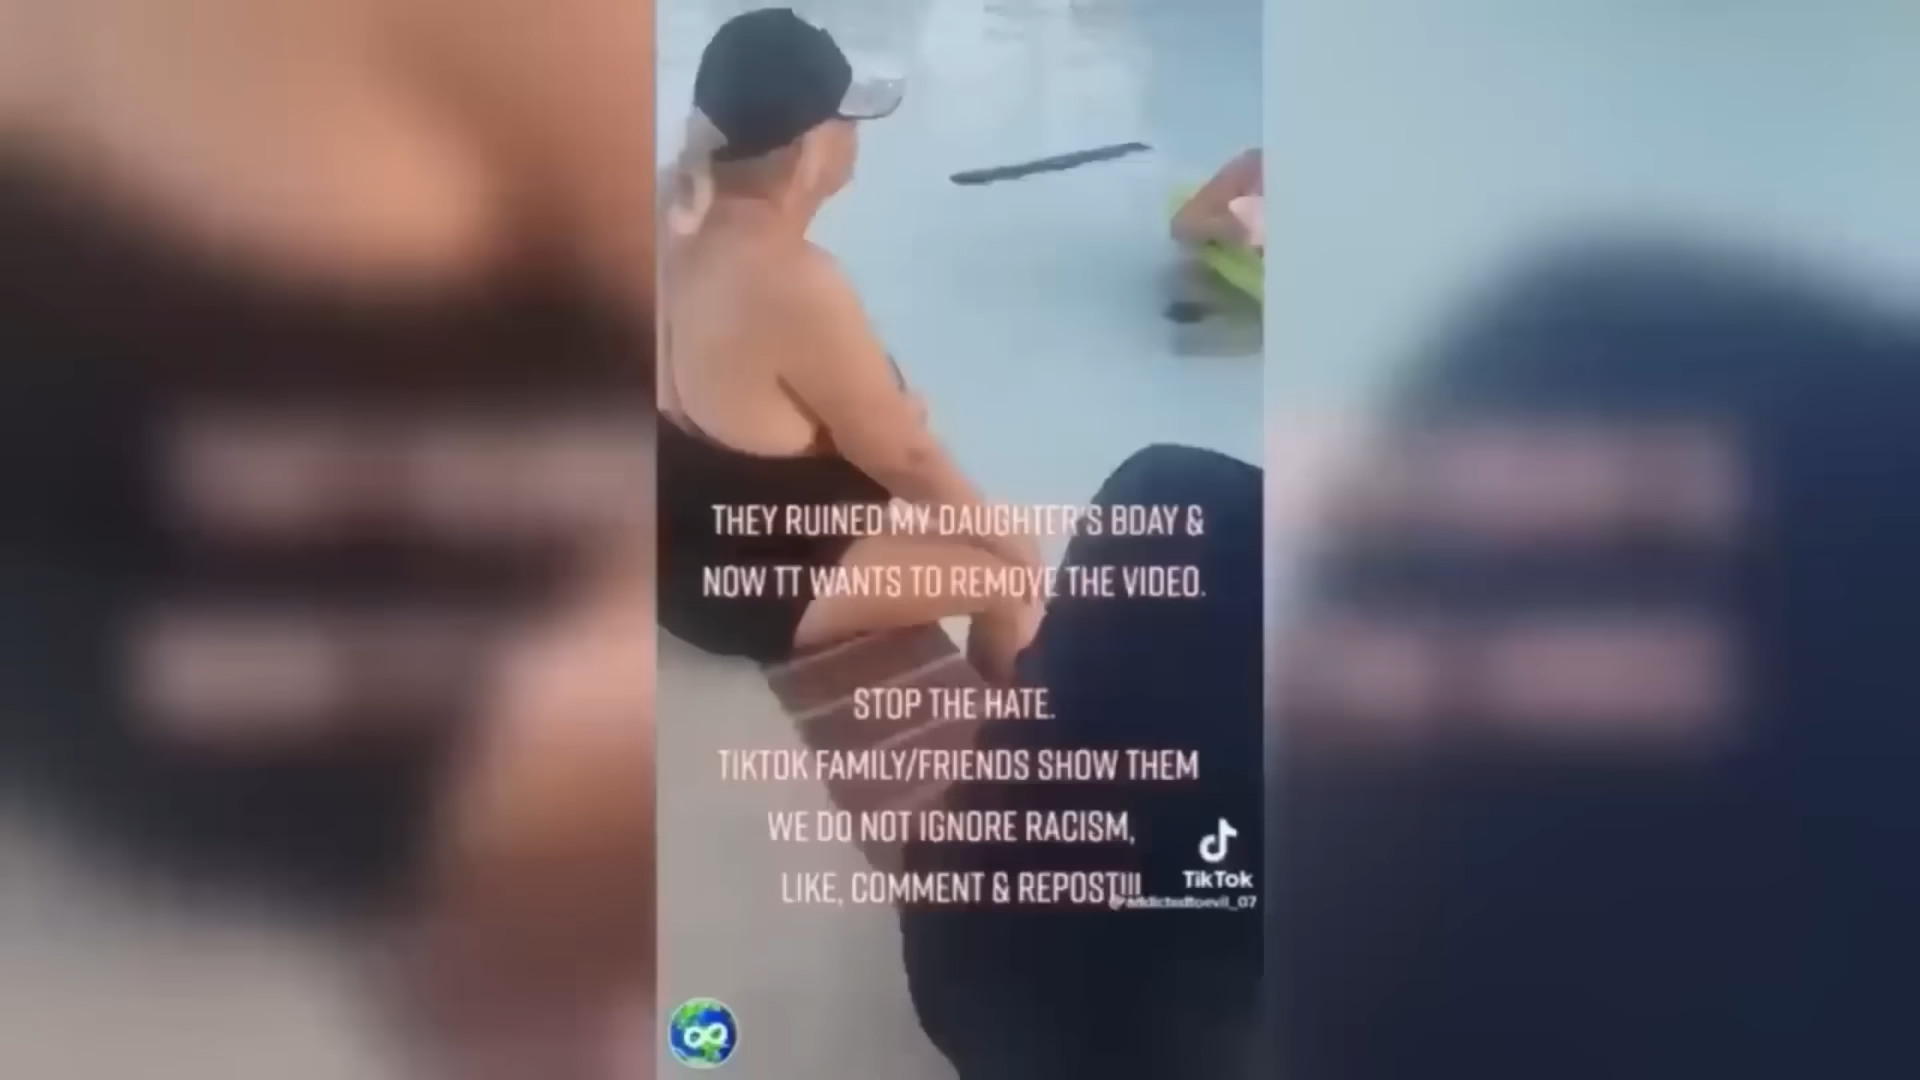 THEY RUINED MY DAUGHTER'S BDAY &
NOW TT WANTS TO REMOVE THE VIDEO.
STOP THE HATE.
TIKTOK FAMILY/FRIENDS SHOW THEM
WE DO NOT IGNORE RACISM,
LIKE, COMMENT & REPOST!!!
TikTok
@addictedtoevil_07